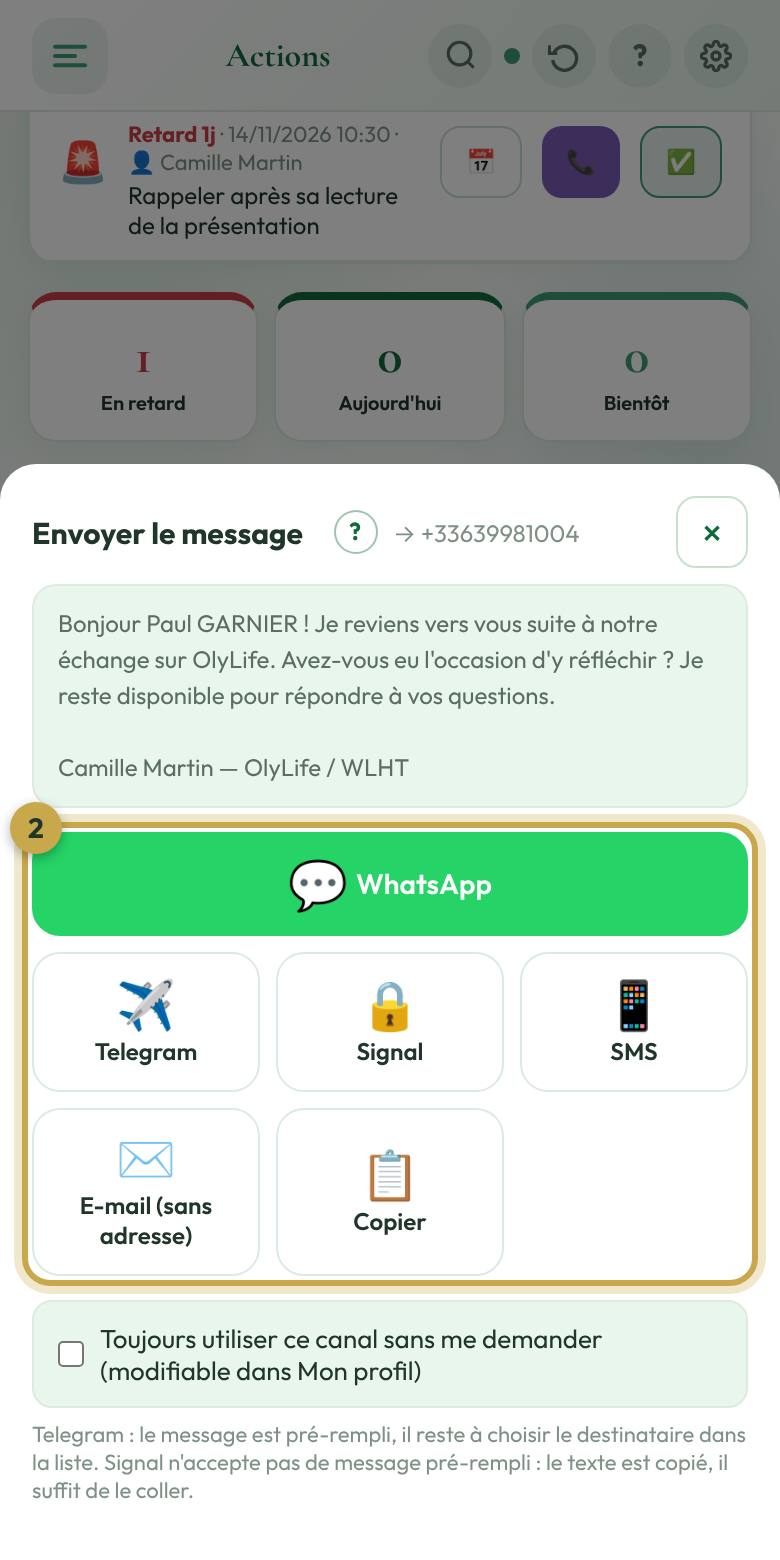 Actions
?
Retard 1j · 14/11/2026 10:30 ·
👤 Camille Martin
Rappeler après sa lecture
de la présentation
1
En retard
0
Aujourd'hui
0
Bientôt
Envoyer le message
?
→ +33639981004
×
Bonjour Paul GARNIER ! Je reviens vers vous suite à notre
échange sur OlyLife. Avez-vous eu l'occasion d'y réfléchir ? Je
reste disponible pour répondre à vos questions.
Camille Martin — OlyLife / WLHT
2
WhatsApp
Telegram
Signal
SMS
E-mail (sans
adresse)
Copier
Toujours utiliser ce canal sans me demander
(modifiable dans Mon profil)
Telegram : le message est pré-rempli, il reste à choisir le destinataire dans
la liste. Signal n'accepte pas de message pré-rempli : le texte est copié, il
suffit de le coller.